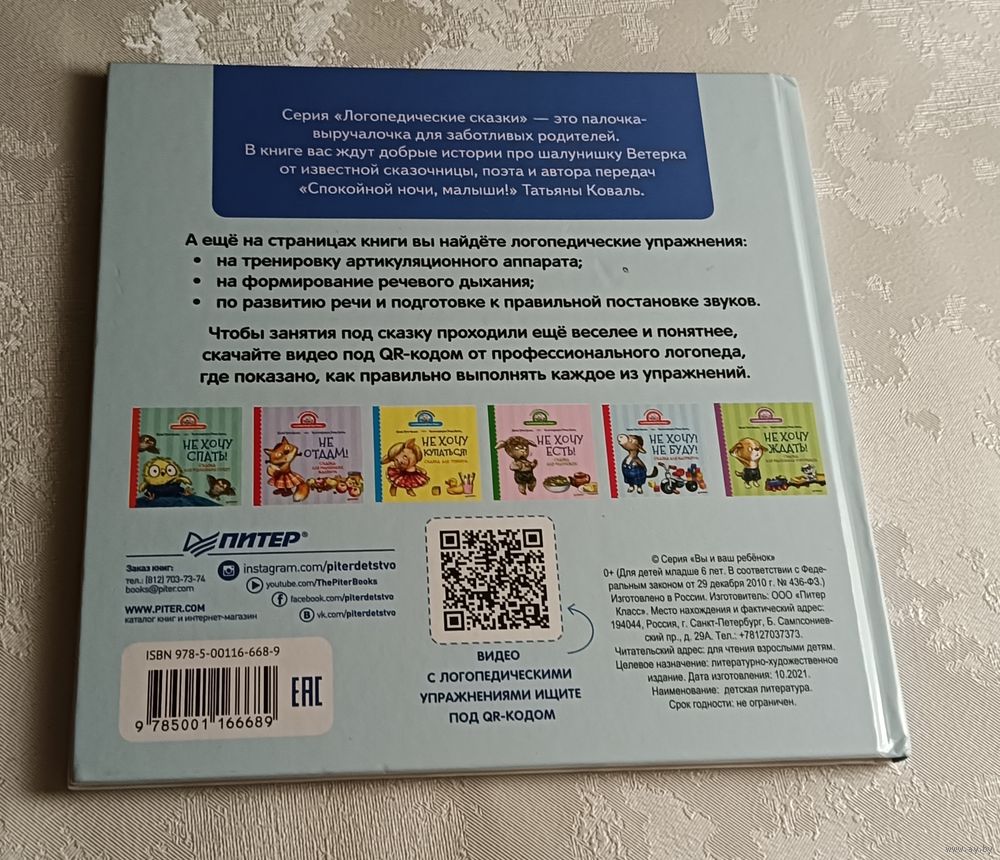 Серия «Логопедические сказки» — это палочка-
выручалочка для заботливых родителей.
В книге вас ждут добрые истории про шалунишку Ветерка
от известной сказочницы, поэта и автора передач
«Спокойной ночи, малыши!» Татьяны Коваль.
А ещё на страницах книги вы найдёте логопедические упражнения:
• на тренировку артикуляционного аппарата;
• на формирование речевого дыхания;
• по развитию речи и подготовке к правильной постановке звуков.
Чтобы занятия под сказку проходили ещё веселее и понятнее,
скачайте видео под QR-кодом от профессионального логопеда,
где показано, как правильно выполнять каждое из упражнений.
НЕ ХОЧУ
СПАТЬ!
НЕ
ОТДАМ!
НЕ ХОЧУ
КУПАТЬСЯ!
НЕ ХОЧУ
ЕСТЬ!
НЕ ХОЧУ!
НЕ БУДУ!
НЕ ХОЧУ
ЖДАТЬ!
ПИТЕР®
Заказ книг:
тел.: (812) 703-73-74
books@piter.com
WWW.PITER.COM
каталог книг и интернет-магазин
instagram.com/piterdetstvo
youtube.com/ThePiterBooks
facebook.com/piterdetstvo
vk.com/piterdetstvo
ISBN 978-5-00116-668-9
9 785001 166689
EAC
ВИДЕО
С ЛОГОПЕДИЧЕСКИМИ
УПРАЖНЕНИЯМИ ИЩИТЕ
ПОД QR-КОДОМ
© Серия «Вы и ваш ребёнок»
0+ (Для детей младше 6 лет. В соответствии с Феде-
ральным законом от 29 декабря 2010 г. № 436-ФЗ.)
Изготовлено в России. Изготовитель: ООО «Питер
Класс». Место нахождения и фактический адрес:
194044, Россия, г. Санкт-Петербург, Б. Сампсониев-
ский пр., д. 29А. Тел.: +78127037373.
Читательский адрес: для чтения взрослыми детям.
Целевое назначение: литературно-художественное
издание. Дата изготовления: 10.2021.
Наименование: детская литература.
Срок годности: не ограничен.
www.ay.by